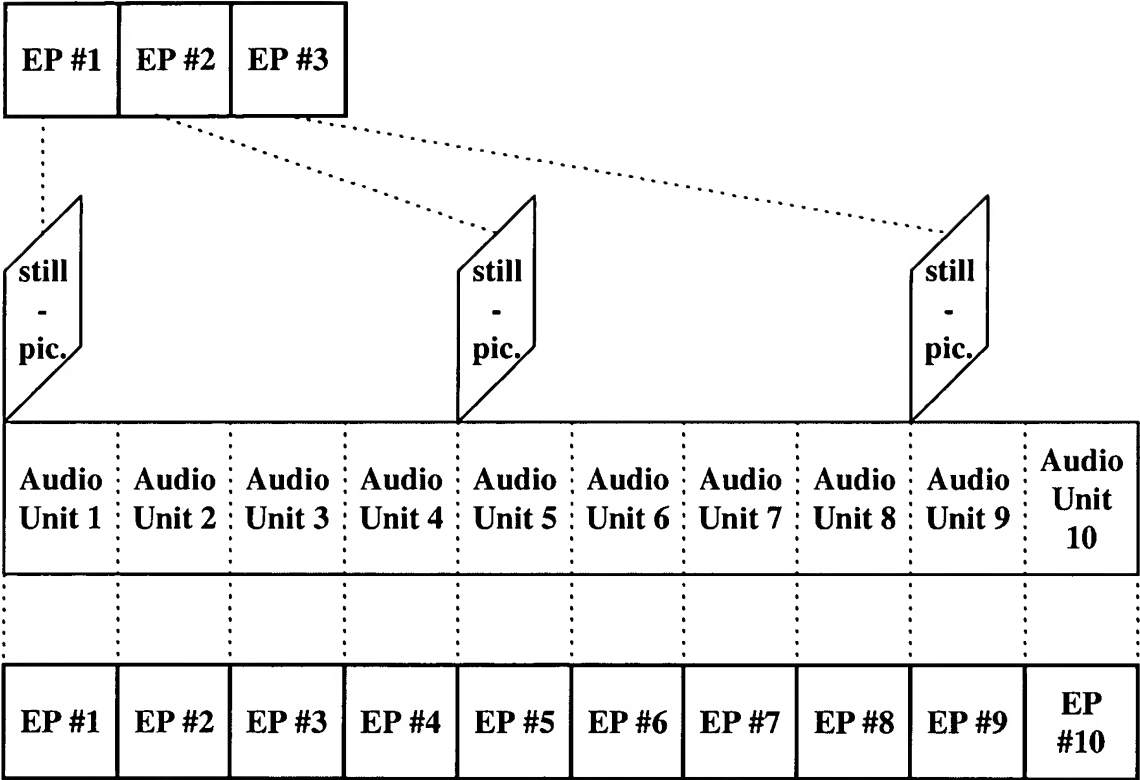 EP #1 EP #2 EP #3
still
-
pic.
still
-
pic.
still
-
pic.
Audio
Unit 1
Audio
Unit 2
Audio
Unit 3
Audio
Unit 4
Audio
Unit 5
Audio
Unit 6
Audio
Unit 7
Audio
Unit 8
Audio
Unit 9
Audio
Unit
10
EP #1 EP #2 EP #3 EP #4 EP #5 EP #6 EP #7 EP #8 EP #9
EP
#10